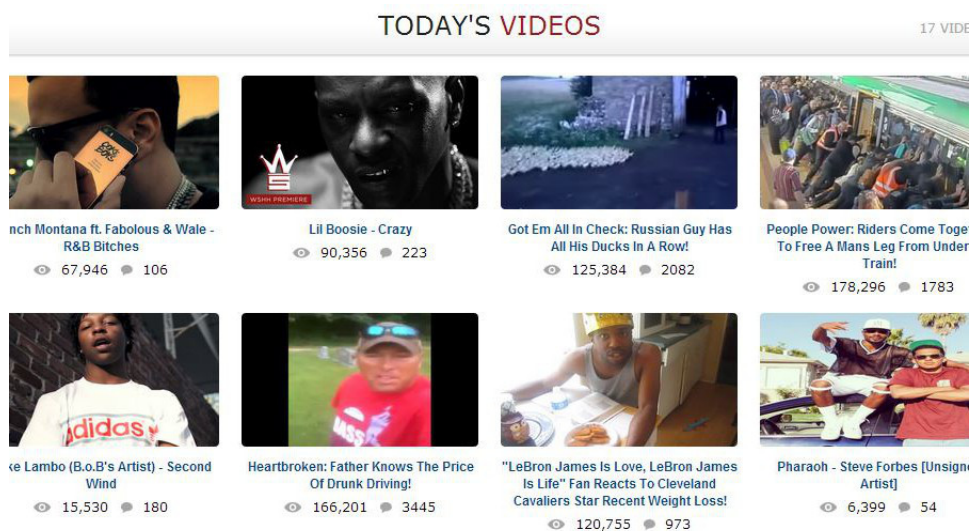 TODAY'S VIDEOS
17 VIDE
nch Montana ft. Fabolous & Wale -
R&B Bitches
67,946 106
WSHH PREMIERE
Lil Boosie - Crazy
90,356 223
Got Em All In Check: Russian Guy Has
All His Ducks In A Row!
125,384 2082
People Power: Riders Come Toge
To Free A Mans Leg From Under
Train!
178,296 1783
adidas
ke Lambo (B.o.B's Artist) - Second
Wind
15,530 180
Heartbroken: Father Knows The Price
Of Drunk Driving!
166,201 3445
"LeBron James Is Love, LeBron James
Is Life" Fan Reacts To Cleveland
Cavaliers Star Recent Weight Loss!
120,755 973
Pharaoh - Steve Forbes [Unsigne
Artist]
6,399 54